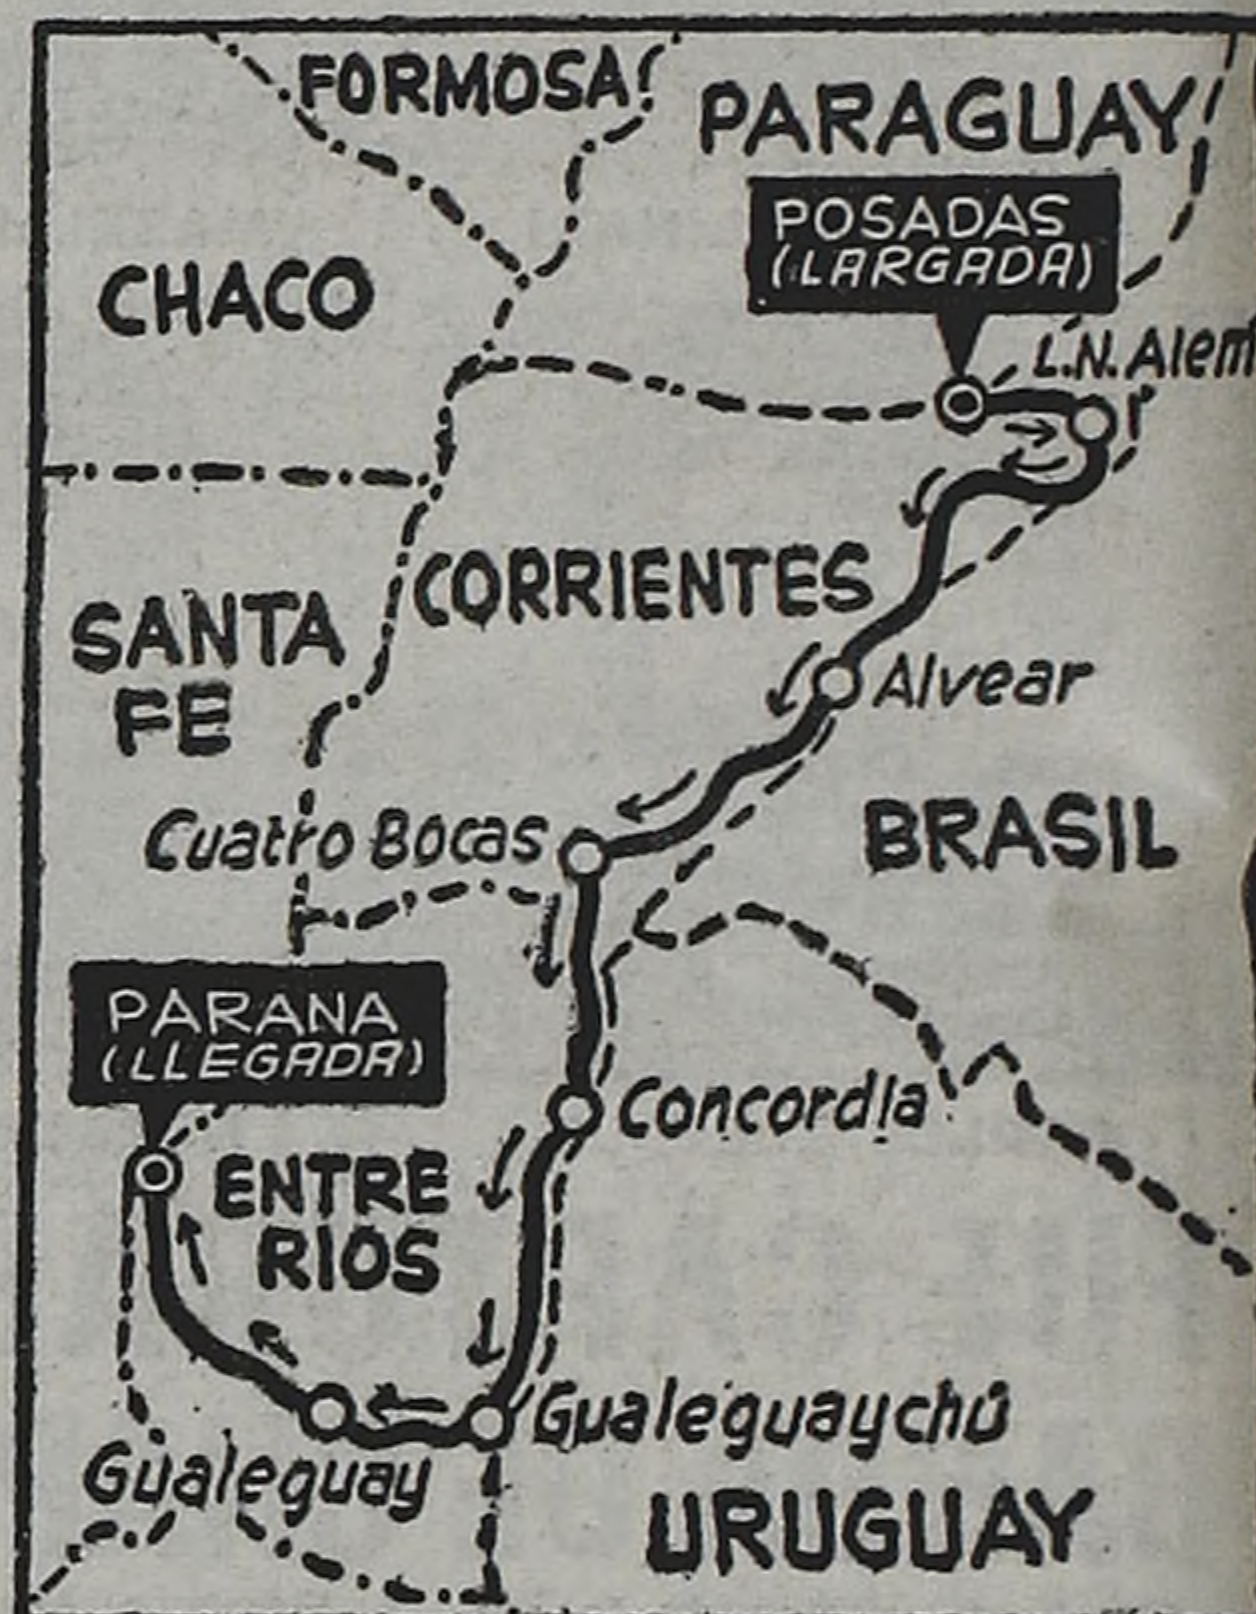 FORMOSA
PARAGUAY
POSADAS
(LARGADA)
CHACO
L.N. Alem
CORRIENTES
SANTA
FE
Alvear
Cuatro Bocas
BRASIL
PARANA
(LLEGADA)
Concordia
ENTRE
RIOS
Gualeguaychú
Gualeguay
URUGUAY